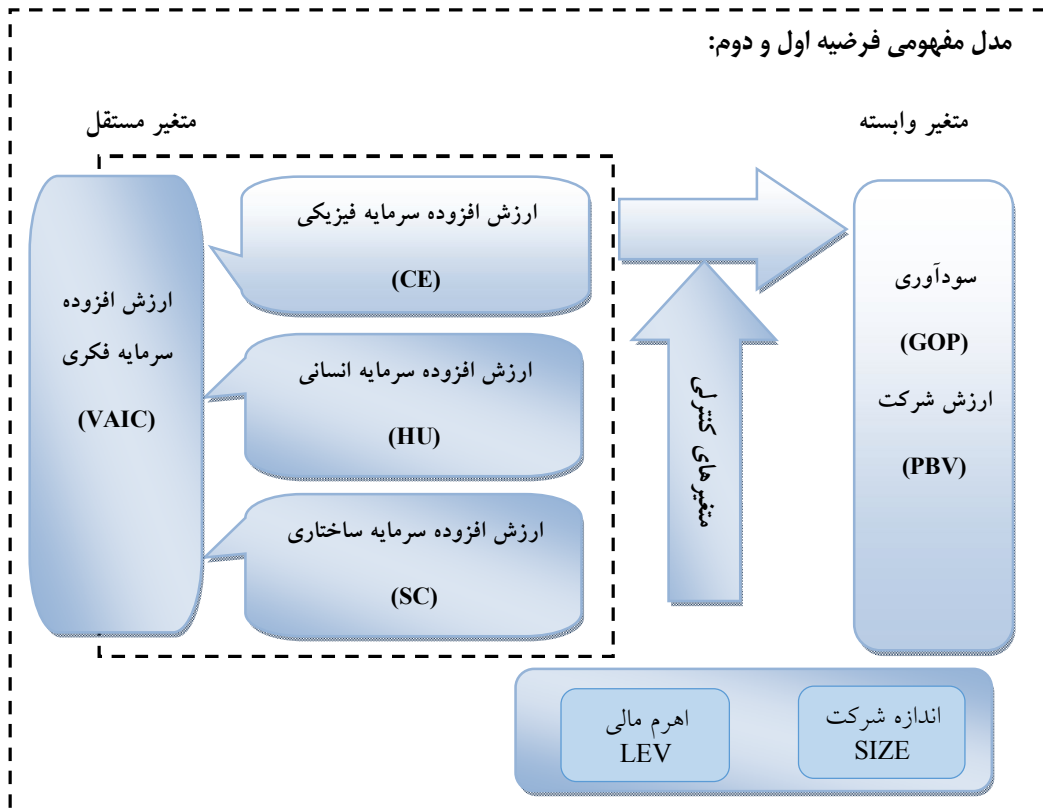 مدل مفهومی فرضیه اول و دوم:
متغیر وابسته
متغیر مستقل
سودآوری
(GOP)
ارزش شرکت
(PBV)
متغیرهای کنترلی
ارزش افزوده سرمایه فیزیکی
(CE)
ارزش افزوده سرمایه انسانی
(HU)
ارزش افزوده سرمایه ساختاری
(SC)
ارزش افزوده
سرمایه فکری
(VAIC)
اندازه شرکت
SIZE
اهرم مالی
LEV